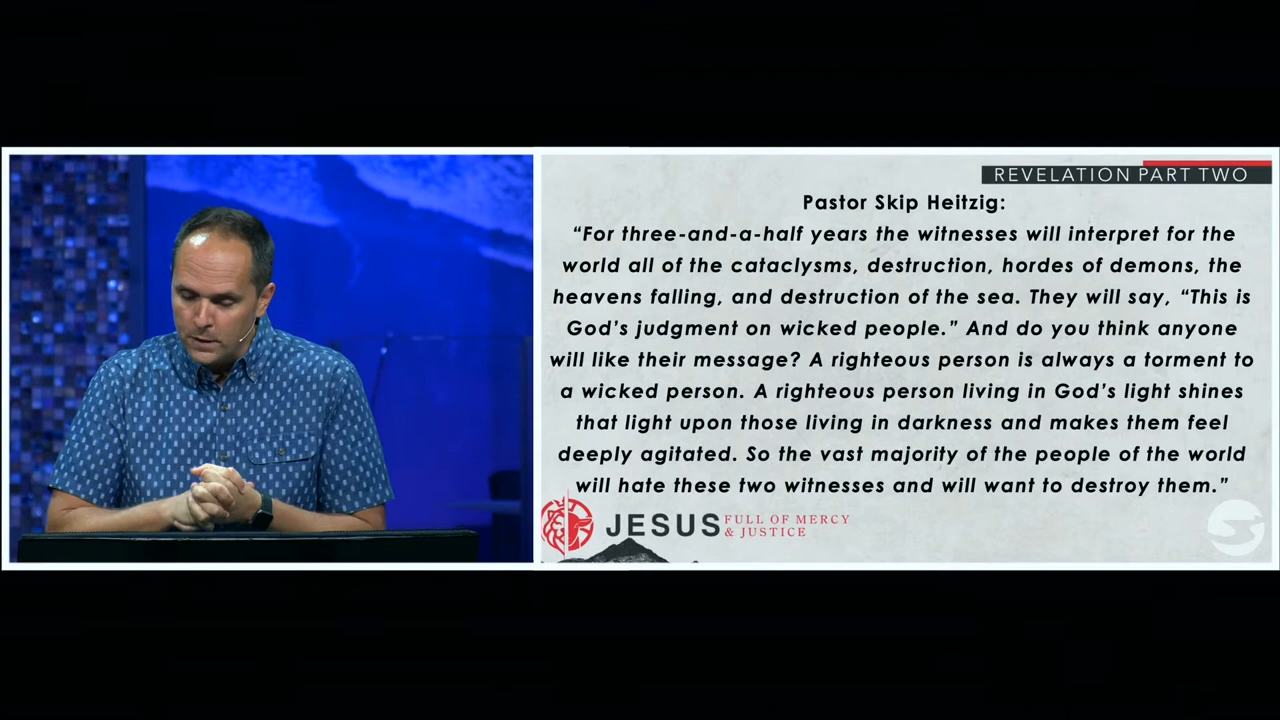 REVELATION PART TWO
Pastor Skip Heitzig:
“For three-and-a-half years the witnesses will interpret for the
world all of the cataclysms, destruction, hordes of demons, the
heavens falling, and destruction of the sea. They will say, “This is
God’s judgment on wicked people.” And do you think anyone
will like their message? A righteous person is always a torment to
a wicked person. A righteous person living in God’s light shines
that light upon those living in darkness and makes them feel
deeply agitated. So the vast majority of the people of the world
will hate these two witnesses and will want to destroy them.”
JESUS
FULL OF MERCY
& JUSTICE